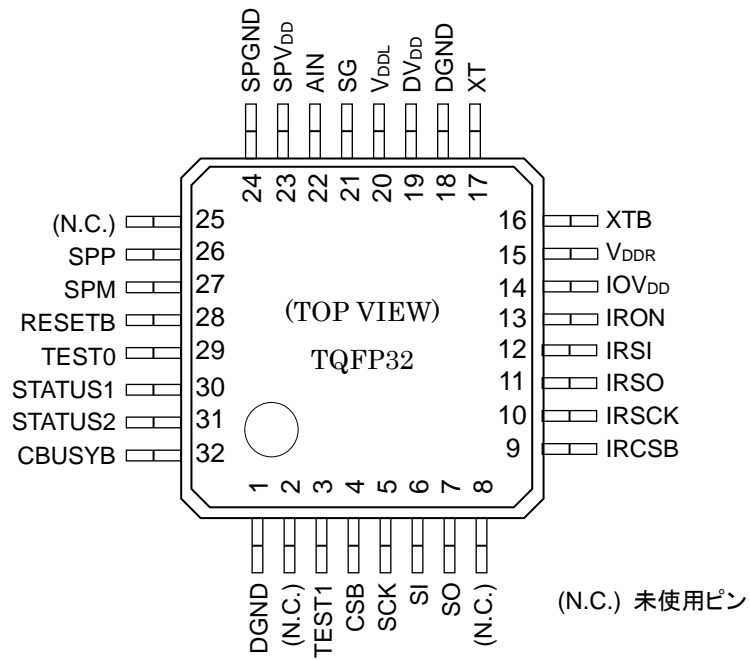 SPGND
SPVDD
AIN
SG
VDDL
DVDD
DGND
XT
24 23 22 21 20 19 18 17
(N.C.) 25
SPP 26
SPM 27
RESETB 28
TEST0 29
STATUS1 30
STATUS2 31
CBUSYB 32
(TOP VIEW)
TQFP32
16 XTB
15 VDDR
14 IOVDD
13 IRON
12 IRSI
11 IRSO
10 IRSCK
9 IRCSB
1 2 3 4 5 6 7 8
DGND
(N.C.)
TEST1
CSB
SCK
SI
SO
(N.C.)
(N.C.) 未使用ピン